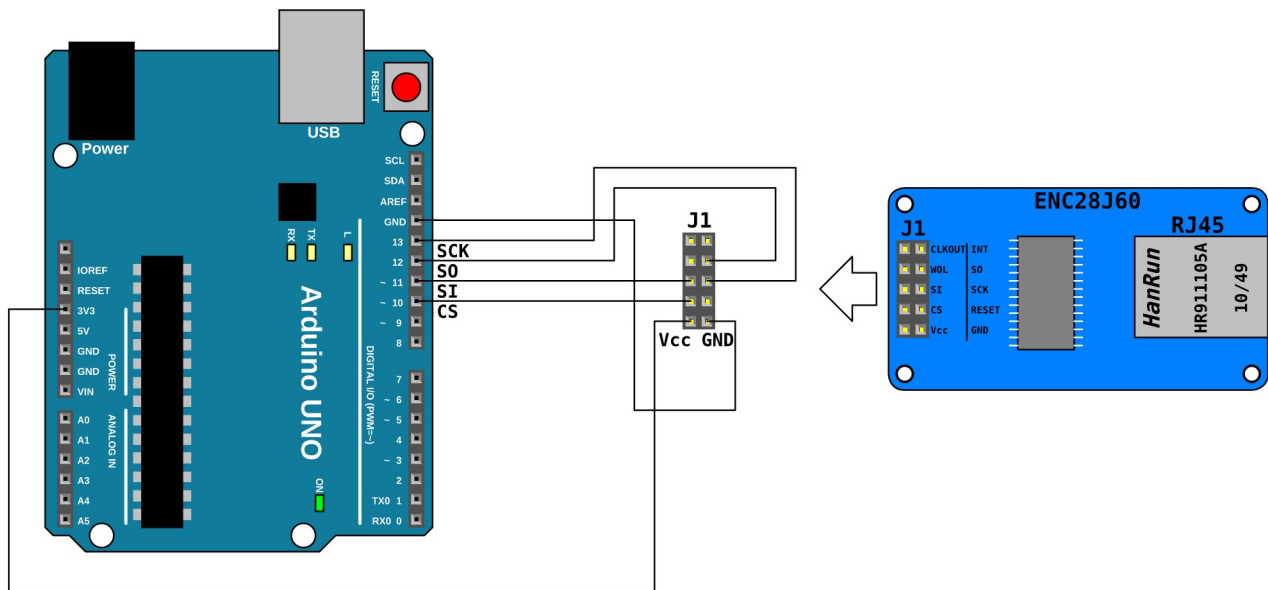 Power
USB
RESET
SCL
SDA
AREF
GND
13
12
~ 11
~ 10
~ 9
8
7
~ 6
~ 5
4
~ 3
2
TX0 1
RX0 0
RX
TX
L
IOREF
RESET
3V3
5V
GND
GND
VIN
A0
A1
A2
A3
A4
A5
POWER
ANALOG IN
Arduino UNO
DIGITAL I/O (PWM=~)
ON
SCK
SO
SI
CS
J1
Vcc GND
ENC28J60
J1
RJ45
CLKOUT INT
WOL SO
SI SCK
CS RESET
Vcc GND
HanRun
HR911105A
10/49